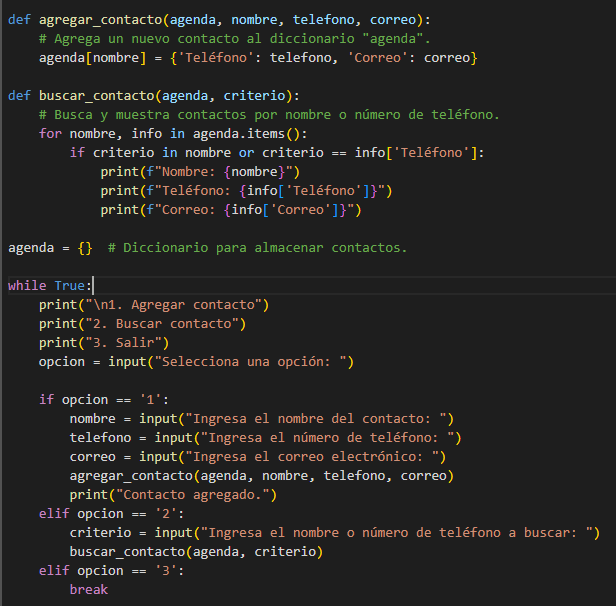 def agregar_contacto(agenda, nombre, telefono, correo):
    # Agrega un nuevo contacto al diccionario "agenda".
    agenda[nombre] = {'Teléfono': telefono, 'Correo': correo}

def buscar_contacto(agenda, criterio):
    # Busca y muestra contactos por nombre o número de teléfono.
    for nombre, info in agenda.items():
        if criterio in nombre or criterio == info['Teléfono']:
            print(f"Nombre: {nombre}")
            print(f"Teléfono: {info['Teléfono']}")
            print(f"Correo: {info['Correo']}")

agenda = {}  # Diccionario para almacenar contactos.

while True:
    print("\n1. Agregar contacto")
    print("2. Buscar contacto")
    print("3. Salir")
    opcion = input("Selecciona una opción: ")

    if opcion == '1':
        nombre = input("Ingresa el nombre del contacto: ")
        telefono = input("Ingresa el número de teléfono: ")
        correo = input("Ingresa el correo electrónico: ")
        agregar_contacto(agenda, nombre, telefono, correo)
        print("Contacto agregado.")
    elif opcion == '2':
        criterio = input("Ingresa el nombre o número de teléfono a buscar: ")
        buscar_contacto(agenda, criterio)
    elif opcion == '3':
        break